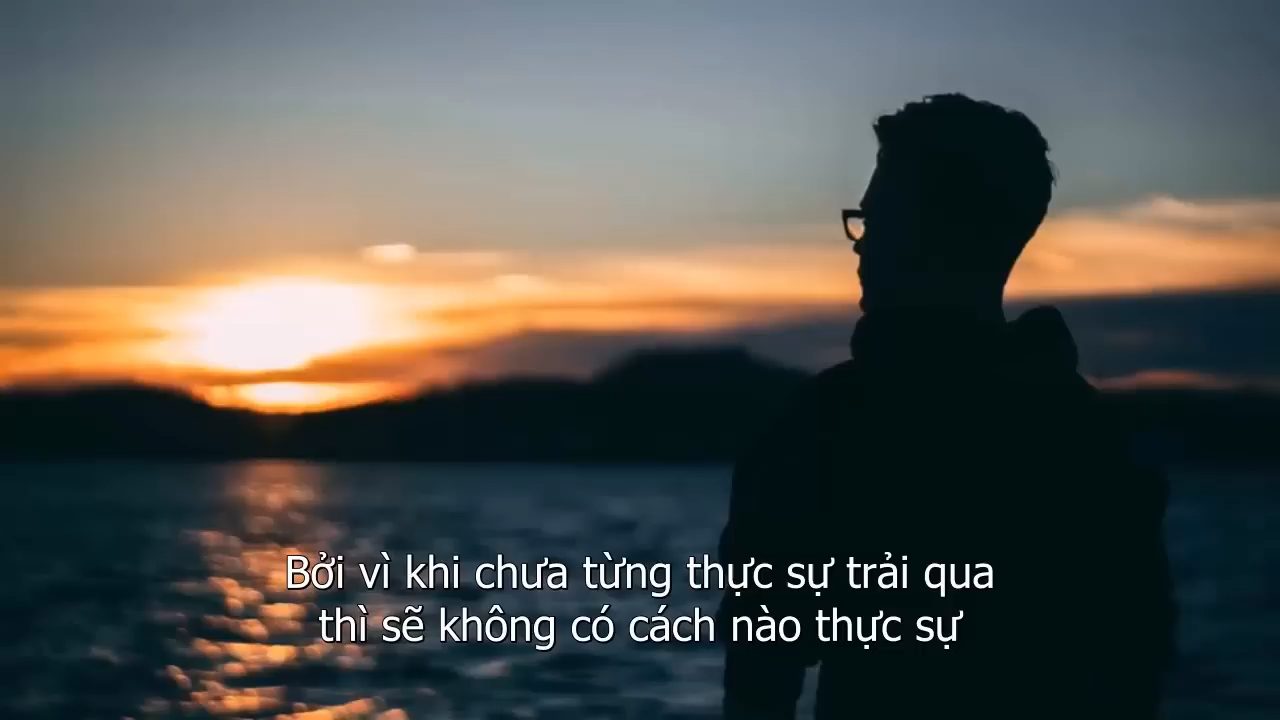 Bởi vì khi chưa từng thực sự trải qua
thì sẽ không có cách nào thực sự